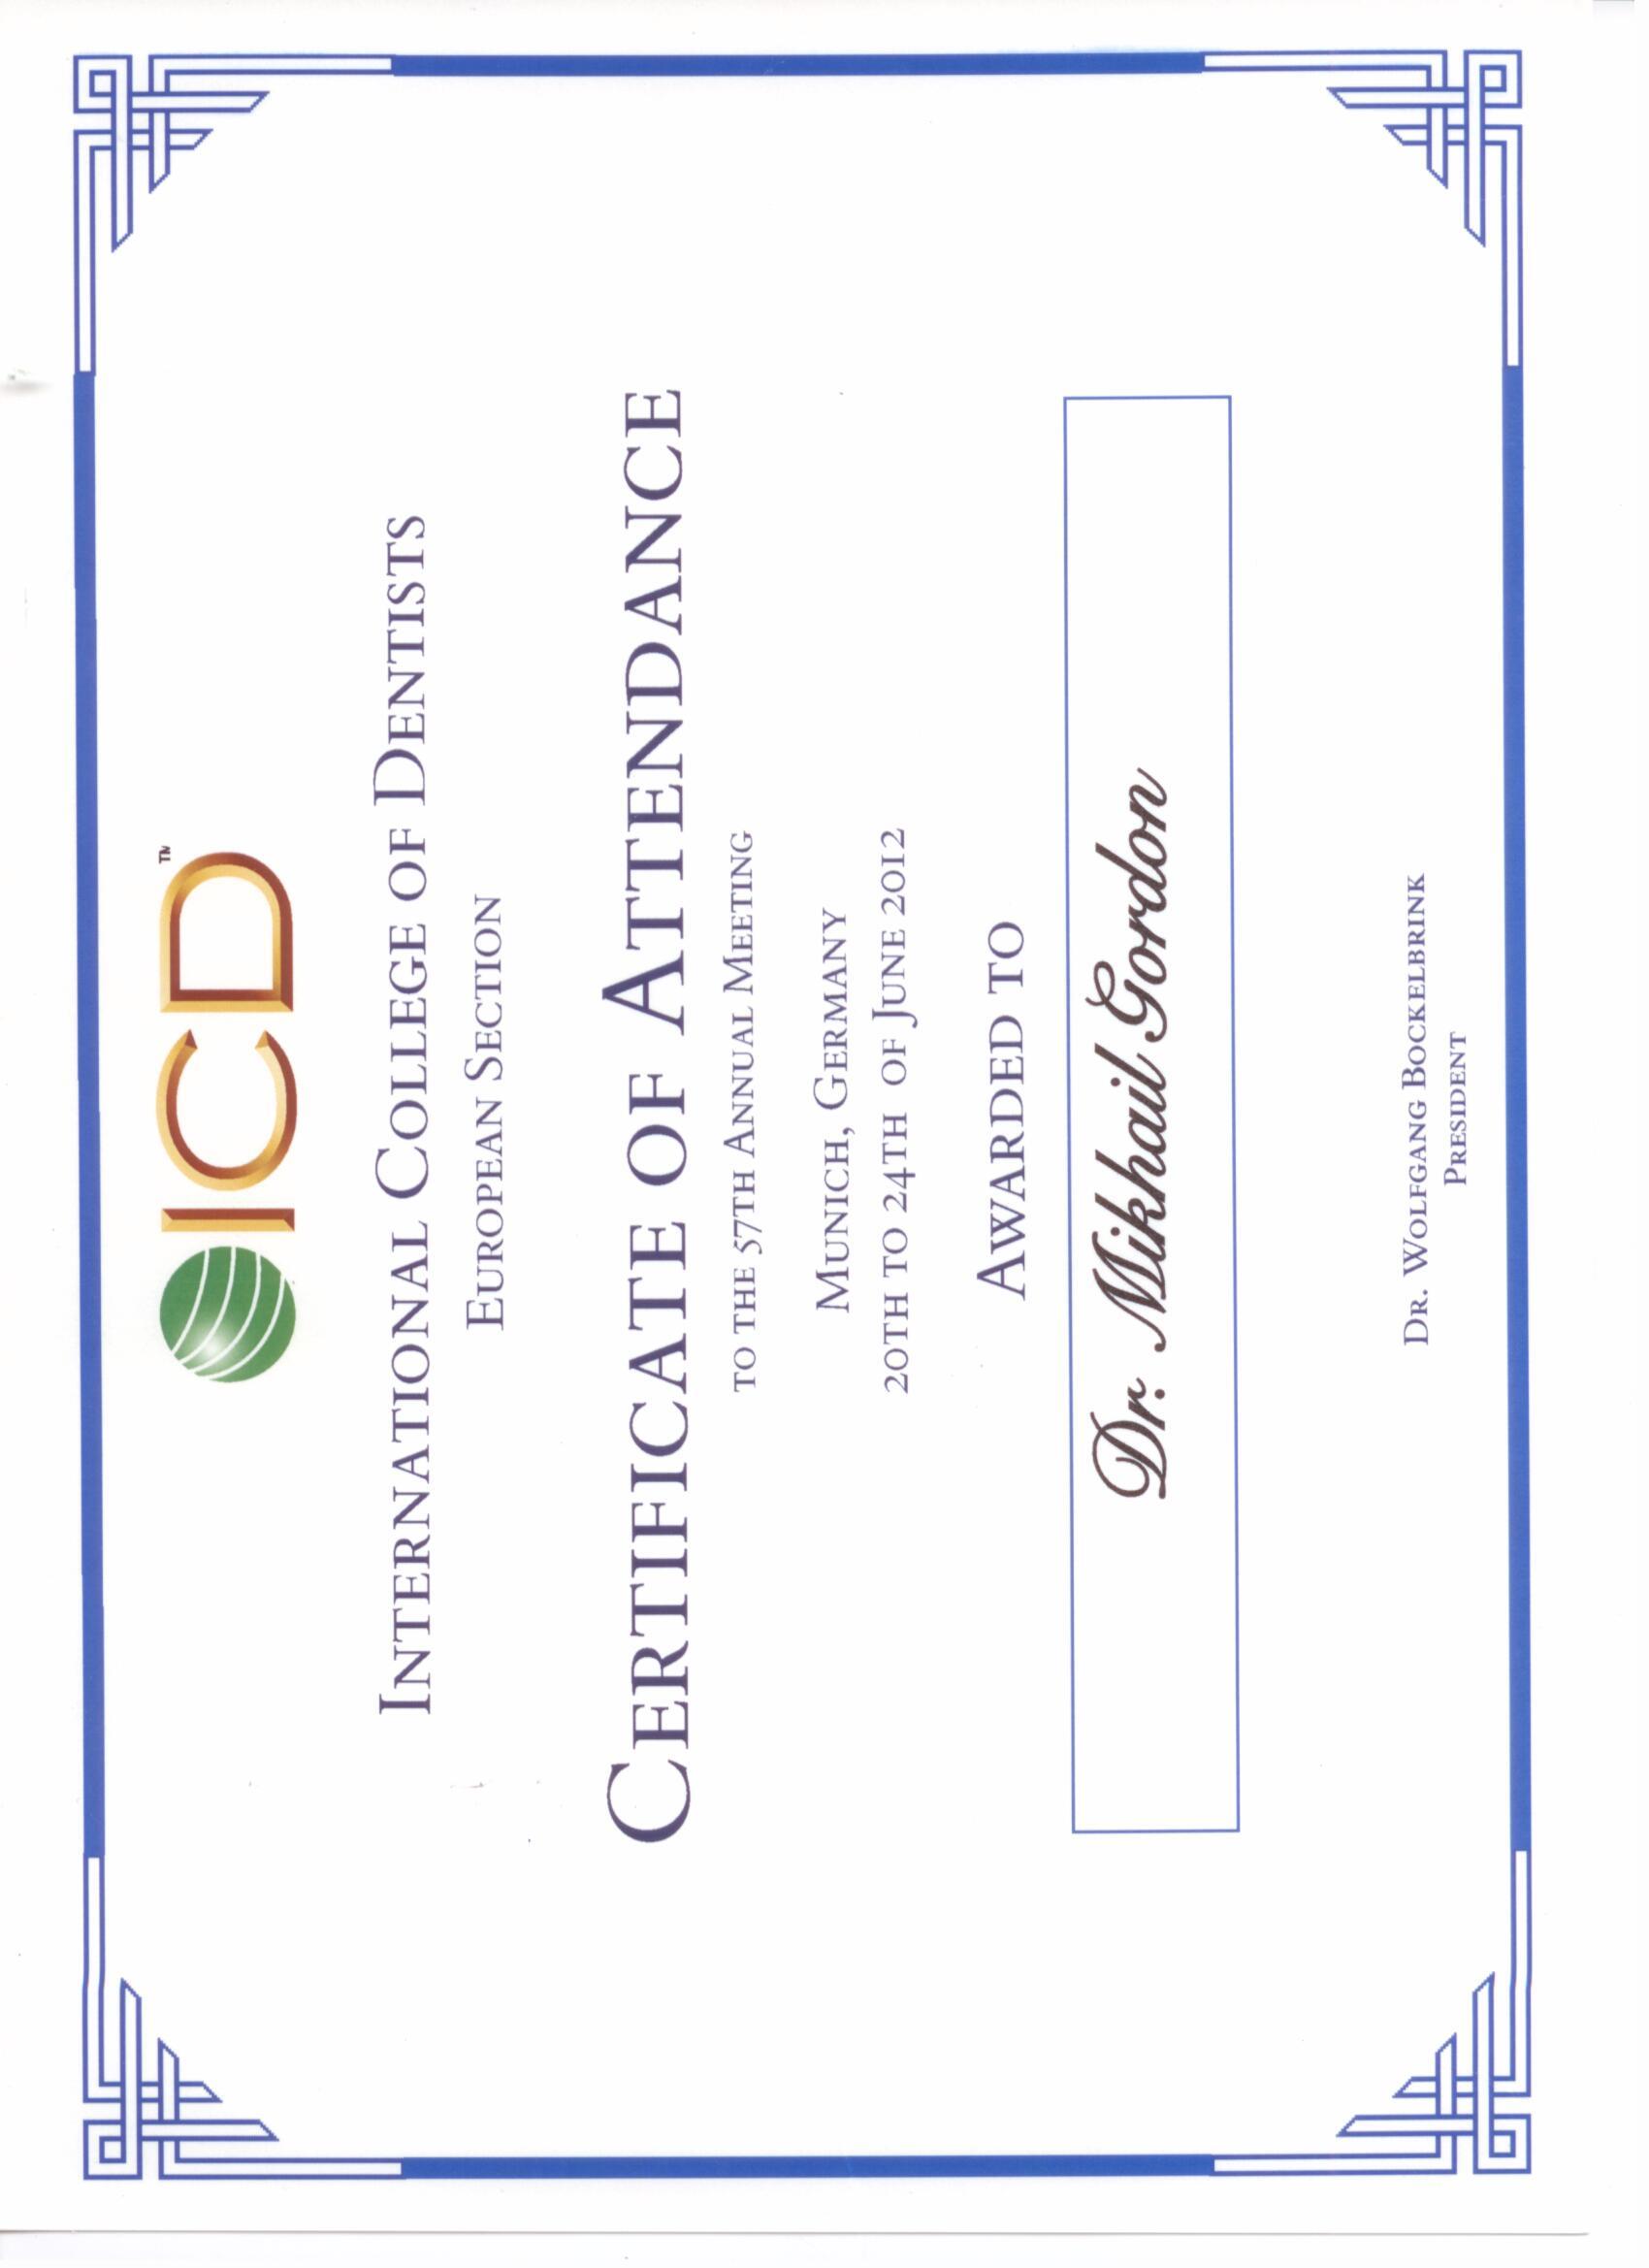 ICD™
International College of Dentists
European Section
Certificate of Attendance
to the 57th Annual Meeting
Munich, Germany
20th to 24th of June 2012
Awarded to
Dr. Mikhail Gordon
Dr. Wolfgang Bockelbrink
President